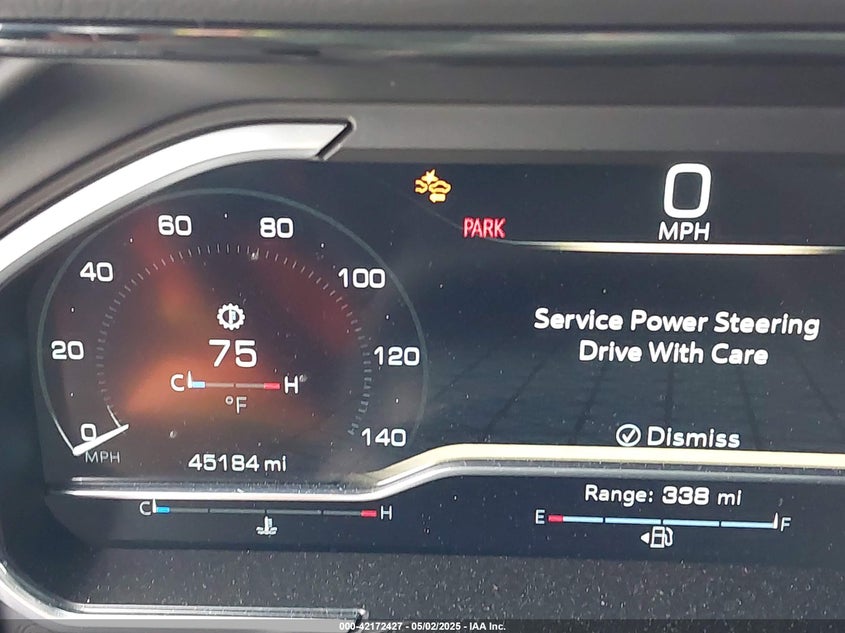 0
MPH
PARK
60
80
40
100
20
75
120
C H
°F
0
MPH
140
45184 mi
Service Power Steering
Drive With Care
Dismiss
Range: 338 mi
C H
E F
000-42172427 - 05/02/2025 - IAA Inc.